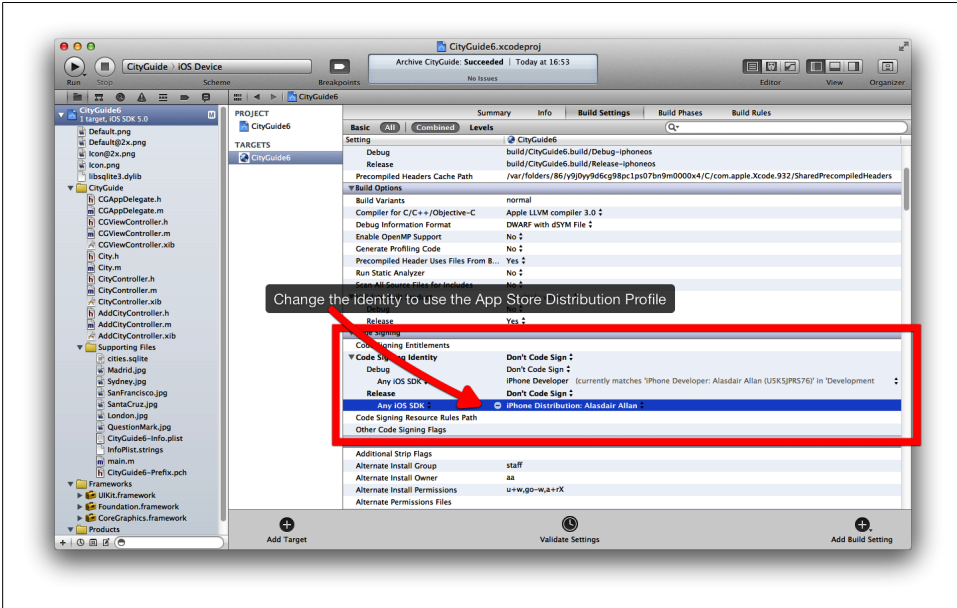 CityGuide6.xcodeproj
CityGuide 〉iOS Device
Archive CityGuide: Succeeded | Today at 16:53
No Issues
Run Stop Scheme Breakpoints Editor View Organizer
CityGuide6
CityGuide6
1 target, iOS SDK 5.0
M
Default.png
Default@2x.png
Icon@2x.png
Icon.png
libsqlite3.dylib
CityGuide
CGAppDelegate.h
CGAppDelegate.m
CGViewController.h
CGViewController.m
CGViewController.xib
City.h
City.m
CityController.h
CityController.m
CityController.xib
AddCityController.h
AddCityController.m
AddCityController.xib
Supporting Files
cities.sqlite
Madrid.jpg
Sydney.jpg
SanFrancisco.jpg
SantaCruz.jpg
London.jpg
QuestionMark.jpg
CityGuide6-Info.plist
InfoPlist.strings
main.m
CityGuide6-Prefix.pch
Frameworks
UIKit.framework
Foundation.framework
CoreGraphics.framework
Products
PROJECT
CityGuide6
TARGETS
CityGuide6
Summary Info Build Settings Build Phases Build Rules
Basic All Combined Levels
Setting CityGuide6
Debug build/CityGuide6.build/Debug-iphoneos
Release build/CityGuide6.build/Release-iphoneos
Precompiled Headers Cache Path /var/folders/86/y9j0yy9d6cg98pc1ps07bn9m0000x4/C/com.apple.Xcode.932/SharedPrecompiledHeaders
Build Options
Build Variants normal
Compiler for C/C++/Objective-C Apple LLVM compiler 3.0
Debug Information Format DWARF with dSYM File
Enable OpenMP Support No
Generate Profiling Code No
Precompiled Header Uses Files From B... Yes
Run Static Analyzer No
Scan All Source Files for Includes No
Change the identity to use the App Store Distribution Profile
Debug No
Release Yes
Code Signing
Code Signing Entitlements
Code Signing Identity Don't Code Sign
Debug Don't Code Sign
Any iOS SDK iPhone Developer (currently matches 'iPhone Developer: Alasdair Allan (U5K5JPRS76)' in 'Development
Release Don't Code Sign
Any iOS SDK iPhone Distribution: Alasdair Allan
Code Signing Resource Rules Path
Other Code Signing Flags
Additional Strip Flags
Alternate Install Group staff
Alternate Install Owner aa
Alternate Install Permissions u+w,go-w,a+rX
Alternate Permissions Files
Add Target Validate Settings Add Build Setting